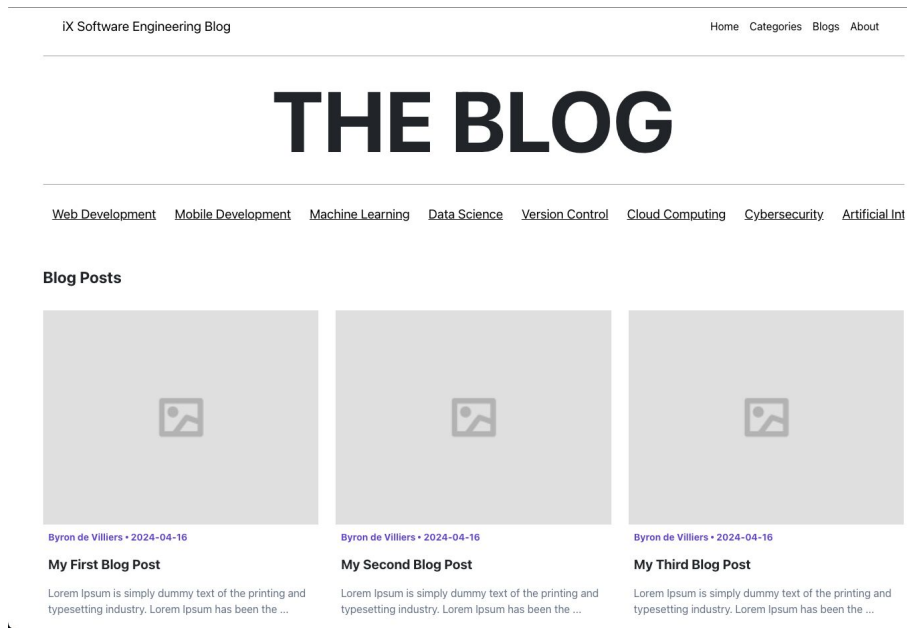 iX Software Engineering Blog Home Categories Blogs About
THE BLOG
Web Development Mobile Development Machine Learning Data Science Version Control Cloud Computing Cybersecurity Artificial Int
Blog Posts
Byron de Villiers • 2024-04-16
My First Blog Post
Lorem Ipsum is simply dummy text of the printing and
typesetting industry. Lorem Ipsum has been the ...
Byron de Villiers • 2024-04-16
My Second Blog Post
Lorem Ipsum is simply dummy text of the printing and
typesetting industry. Lorem Ipsum has been the ...
Byron de Villiers • 2024-04-16
My Third Blog Post
Lorem Ipsum is simply dummy text of the printing and
typesetting industry. Lorem Ipsum has been the ...